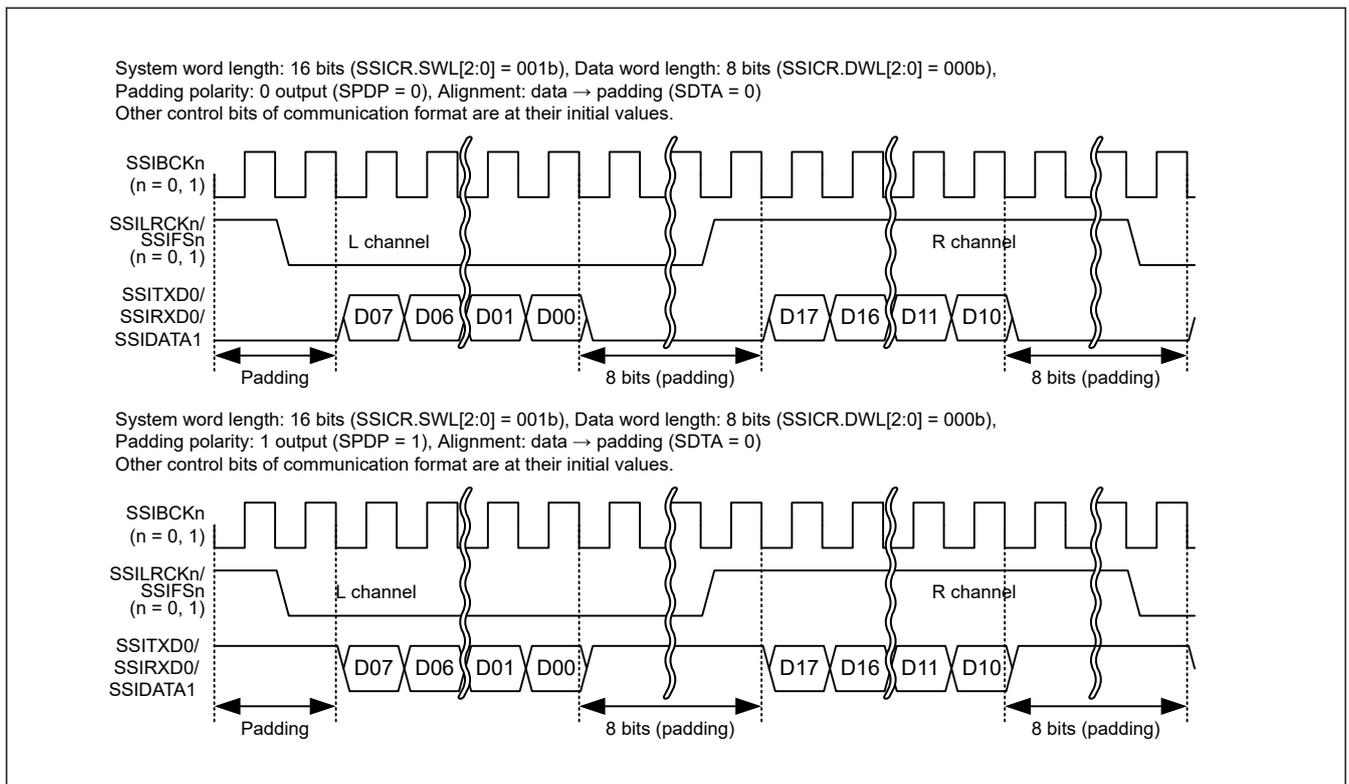 System word length: 16 bits (SSICR.SWL[2:0] = 001b), Data word length: 8 bits (SSICR.DWL[2:0] = 000b),
Padding polarity: 0 output (SPDP = 0), Alignment: data → padding (SDTA = 0)
Other control bits of communication format are at their initial values.
SSIBCKn
(n = 0, 1)
SSILRCKn/
SSIFSn
(n = 0, 1)
L channel
R channel
SSITXD0/
SSIRXD0/
SSIDATA1
D07 D06 D01 D00 D17 D16 D11 D10
Padding 8 bits (padding) 8 bits (padding)
System word length: 16 bits (SSICR.SWL[2:0] = 001b), Data word length: 8 bits (SSICR.DWL[2:0] = 000b),
Padding polarity: 1 output (SPDP = 1), Alignment: data → padding (SDTA = 0)
Other control bits of communication format are at their initial values.
SSIBCKn
(n = 0, 1)
SSILRCKn/
SSIFSn
(n = 0, 1)
L channel
R channel
SSITXD0/
SSIRXD0/
SSIDATA1
D07 D06 D01 D00 D17 D16 D11 D10
Padding 8 bits (padding) 8 bits (padding)